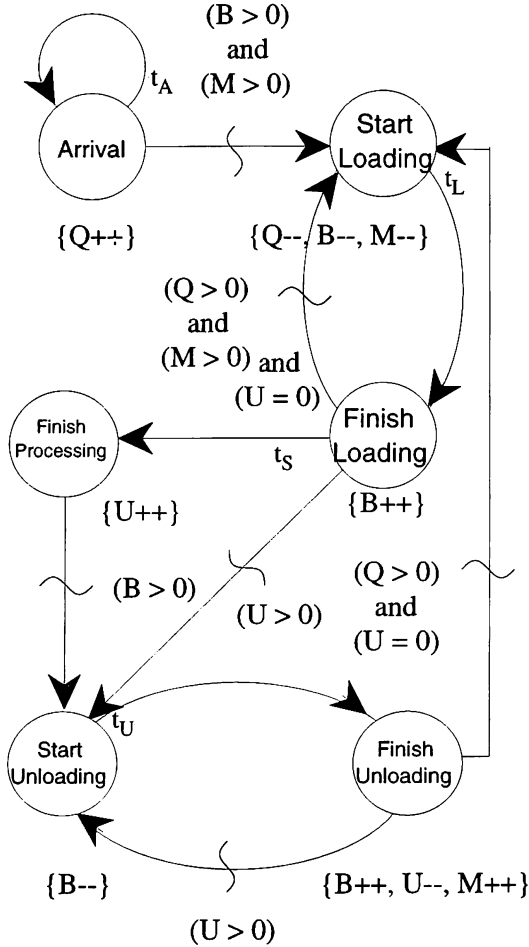 (B > 0)
and
(M > 0)
t_A
Arrival
Start
Loading
t_L
{Q++}
{Q--, B--, M--}
(Q > 0)
and
(M > 0) and
(U = 0)
Finish
Processing
Finish
Loading
t_S
{U++}
{B++}
(B > 0)
(U > 0)
(Q > 0)
and
(U = 0)
t_U
Start
Unloading
Finish
Unloading
{B--}
{B++, U--, M++}
(U > 0)